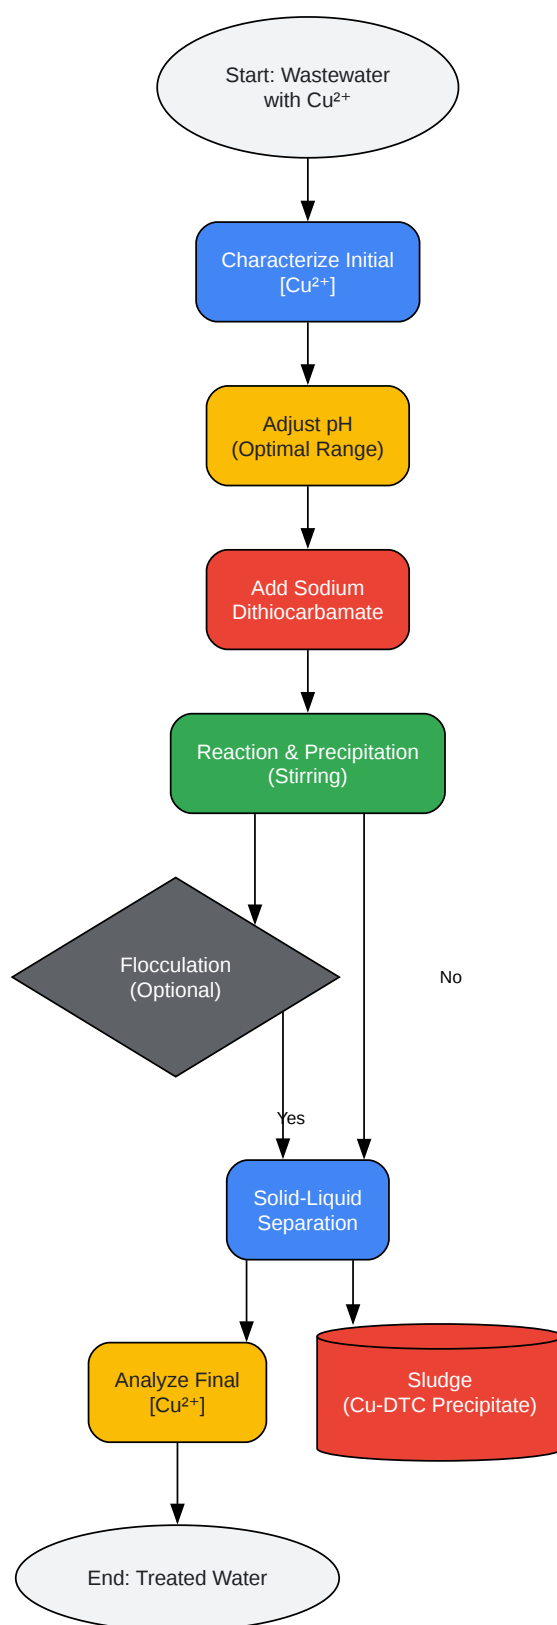 Start: Wastewater
with Cu²⁺
Characterize Initial
[Cu²⁺]
Adjust pH
(Optimal Range)
Add Sodium
Dithiocarbamate
Reaction & Precipitation
(Stirring)
Flocculation
(Optional)
No
Yes
Solid-Liquid
Separation
Analyze Final
[Cu²⁺]
Sludge
(Cu-DTC Precipitate)
End: Treated Water